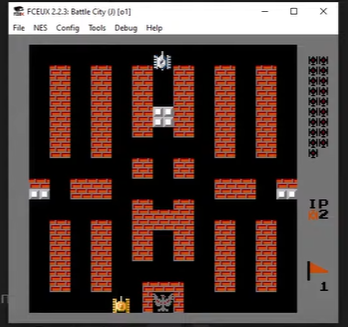 FCEUX 2.2.3: Battle City (J) [o1]
File NES Config Tools Debug Help
IP
2
1